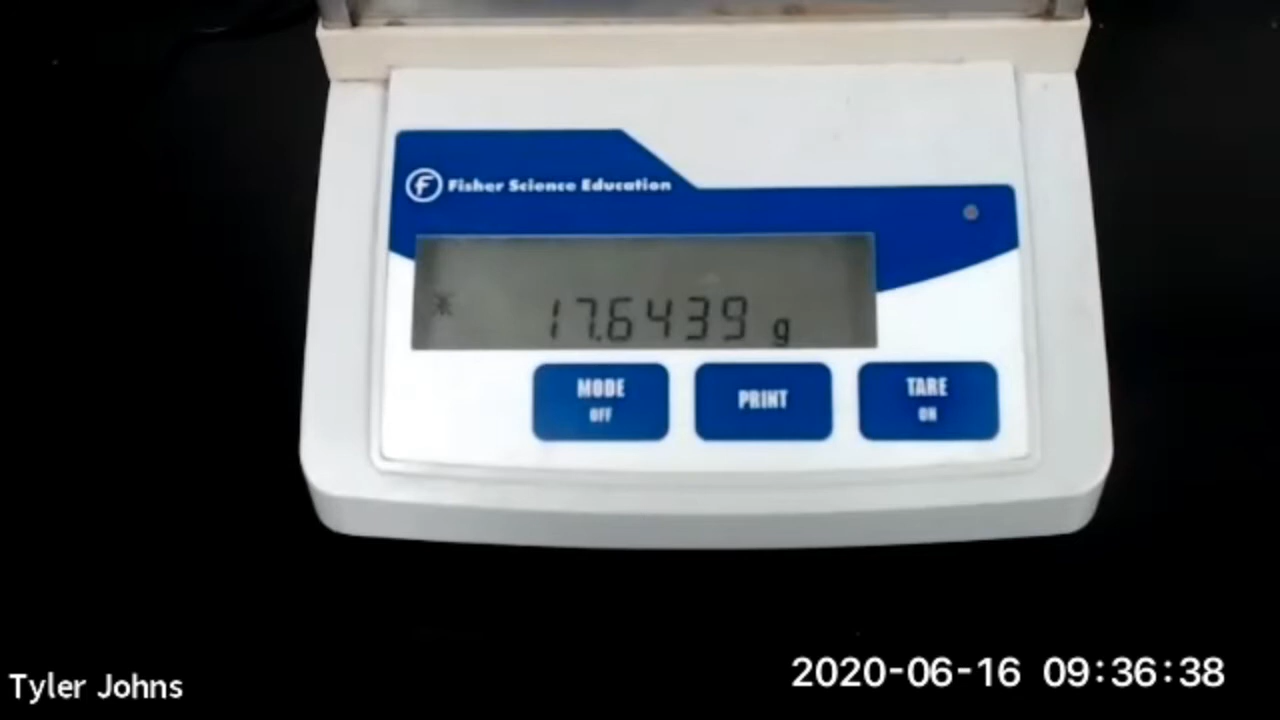 Fisher Science Education
* 17.6439 g
MODE
OFF
PRINT
TARE
ON
Tyler Johns
2020-06-16 09:36:38